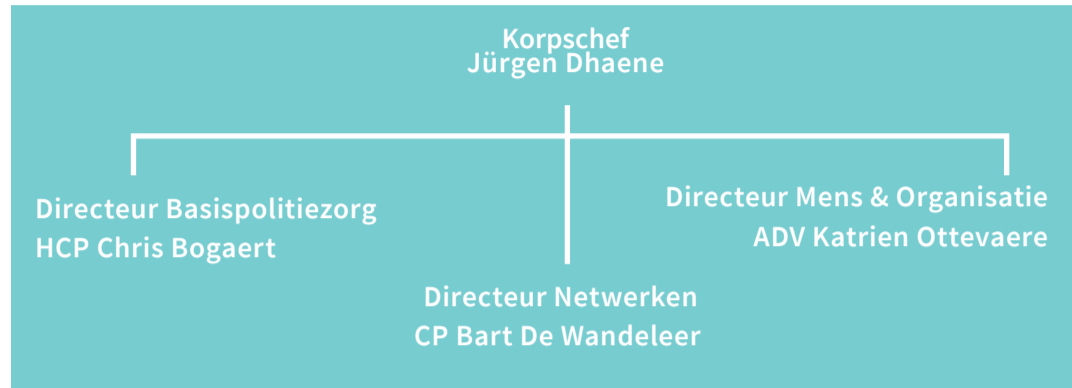 Korpschef
Jürgen Dhaene
Directeur Basispolitiezorg
HCP Chris Bogaert
Directeur Netwerken
CP Bart De Wandeleer
Directeur Mens & Organisatie
ADV Katrien Ottevaere